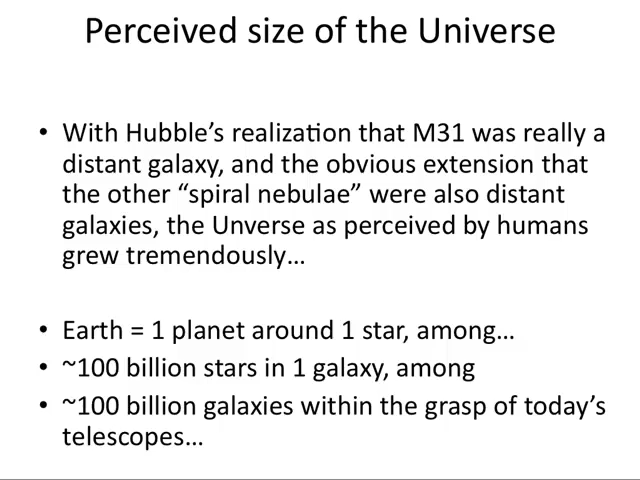 Perceived size of the Universe
• With Hubble’s realization that M31 was really a
distant galaxy, and the obvious extension that
the other “spiral nebulae” were also distant
galaxies, the Unverse as perceived by humans
grew tremendously…
• Earth = 1 planet around 1 star, among…
• ~100 billion stars in 1 galaxy, among
• ~100 billion galaxies within the grasp of today’s
telescopes…